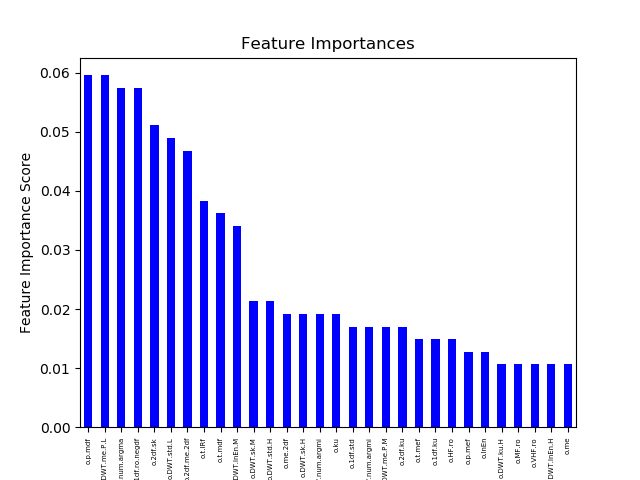 Feature Importances
Feature Importance Score
0.06
0.05
0.04
0.03
0.02
0.01
0.00
o.p.mdf
DWT.me.P.L
.num.argma
1df.ro.negdf
o.2df.sk
o.DWT.std.L
o.2df.me.2df
o.t.iRf
o.t.mdf
DWT.InEn.M
o.DWT.sk.M
o.DWT.std.H
o.me.2df
o.DWT.sk.H
.num.argmi
o.ku
o.1df.std
.num.argmi
DWT.me.P.M
o.2df.ku
o.t.mef
o.1df.ku
o.HF.ro
o.p.mef
o.InEn
o.DWT.ku.H
o.MF.ro
o.VHF.ro
DWT.InEn.H
o.me